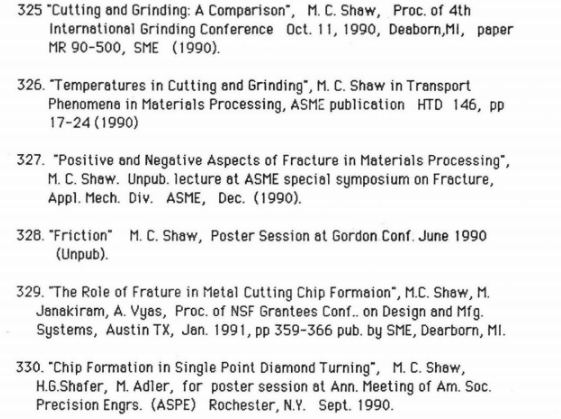 325 "Cutting and Grinding: A Comparison", M. C. Shaw, Proc. of 4th
International Grinding Conference Oct. 11, 1990, Deaborn,MI, paper
MR 90-500, SME (1990).
326. "Temperatures in Cutting and Grinding", M. C. Shaw in Transport
Phenomena in Materials Processing, ASME publication HTD 146, pp
17-24 (1990)
327. "Positive and Negative Aspects of Fracture in Materials Processing",
M. C. Shaw. Unpub. lecture at ASME special symposium on Fracture,
Appl. Mech. Div. ASME, Dec. (1990).
328. "Friction" M. C. Shaw, Poster Session at Gordon Conf. June 1990
(Unpub).
329. "The Role of Frature in Metal Cutting Chip Formaion", M.C. Shaw, M.
Janakiram, A. Vyas, Proc. of NSF Grantees Conf.. on Design and Mfg.
Systems, Austin TX, Jan. 1991, pp 359-366 pub. by SME, Dearborn, MI.
330. "Chip Formation in Single Point Diamond Turning", M. C. Shaw,
H.G.Shafer, M. Adler, for poster session at Ann. Meeting of Am. Soc.
Precision Engrs. (ASPE) Rochester, N.Y. Sept. 1990.